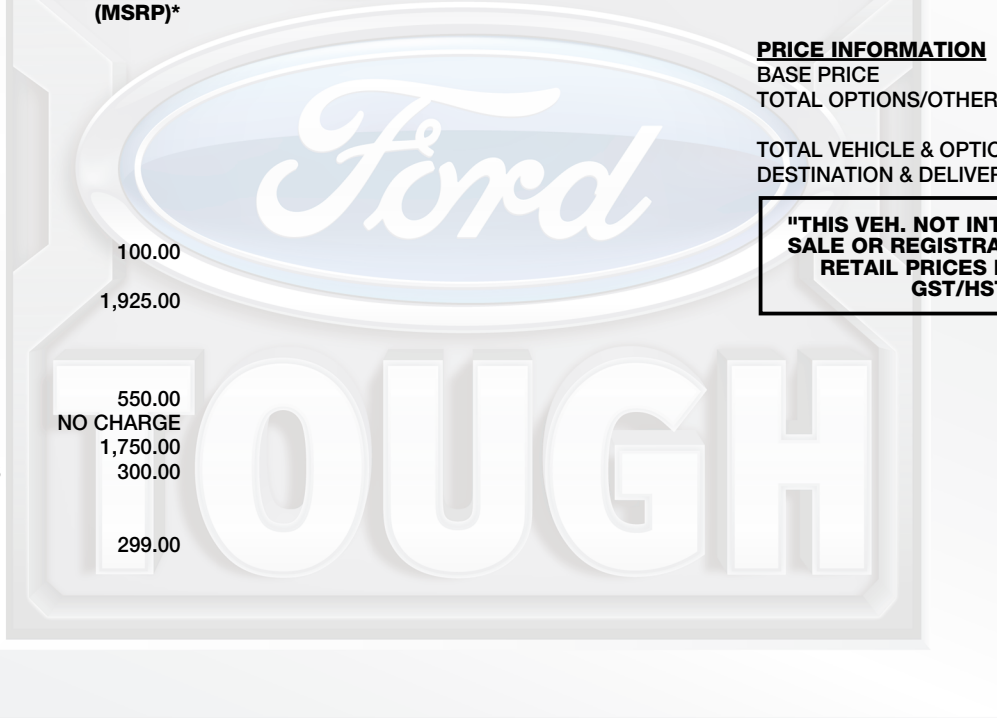 (MSRP)*
100.00
1,925.00
550.00
NO CHARGE
1,750.00
300.00
299.00
PRICE INFORMATION
BASE PRICE
TOTAL OPTIONS/OTHER
TOTAL VEHICLE & OPTIO
DESTINATION & DELIVER
"THIS VEH. NOT INT
SALE OR REGISTRA
RETAIL PRICES
GST/HST
Ford
TOUGH